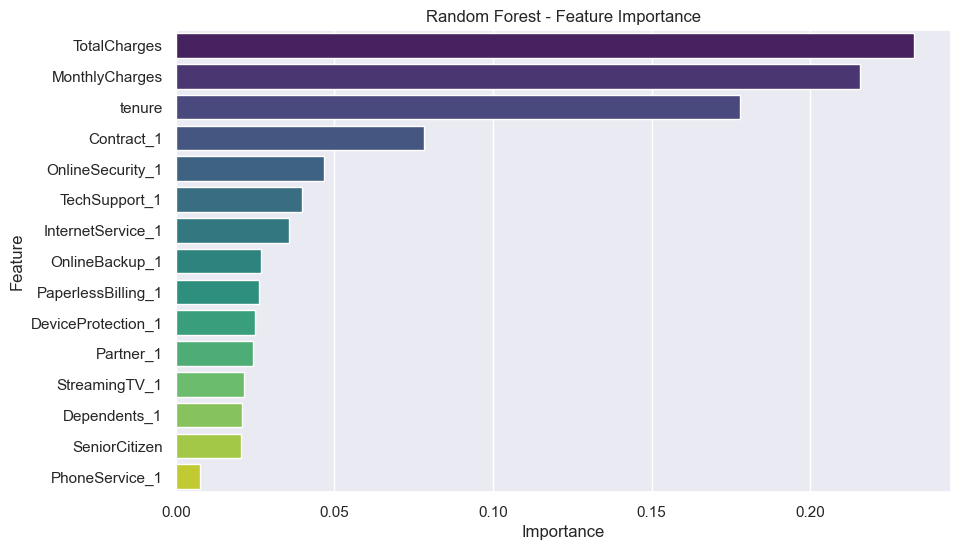 Random Forest - Feature Importance
TotalCharges
MonthlyCharges
tenure
Contract_1
OnlineSecurity_1
TechSupport_1
InternetService_1
OnlineBackup_1
PaperlessBilling_1
DeviceProtection_1
Partner_1
StreamingTV_1
Dependents_1
SeniorCitizen
PhoneService_1
Feature
0.00 0.05 0.10 0.15 0.20
Importance